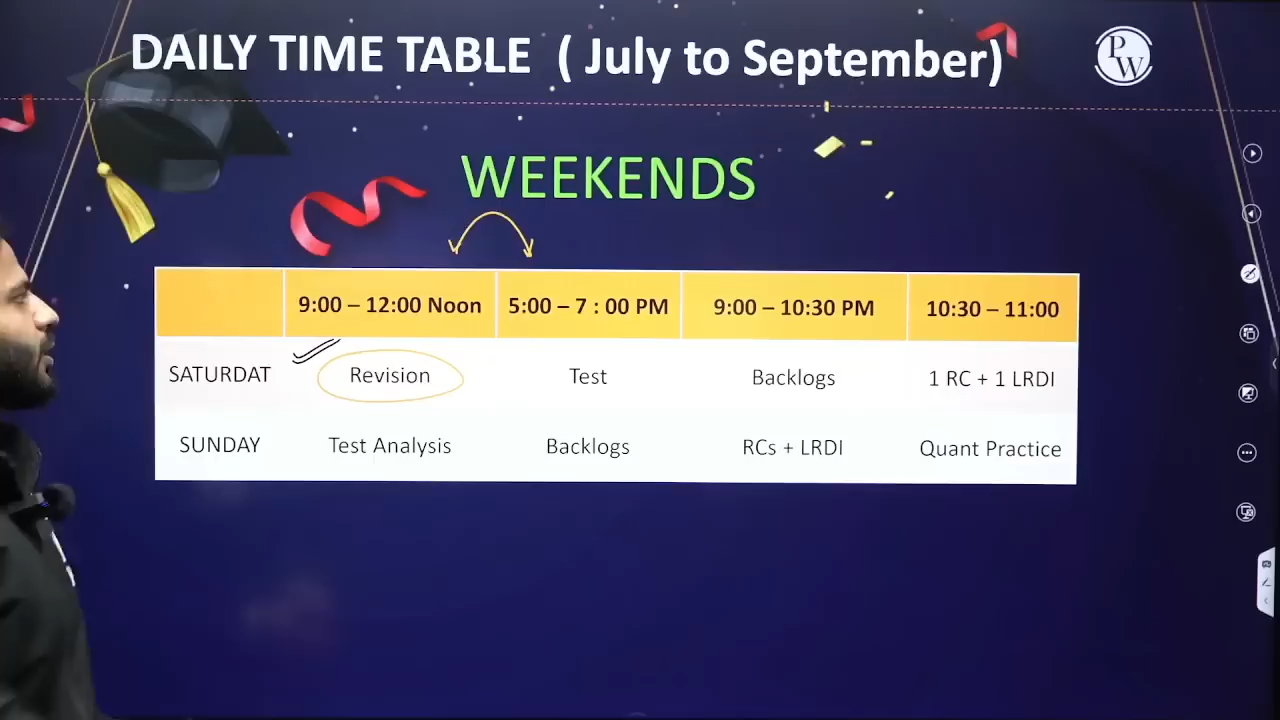 DAILY TIME TABLE ( July to September)
PW
WEEKENDS
9:00 – 12:00 Noon 5:00 – 7 : 00 PM 9:00 – 10:30 PM 10:30 – 11:00
SATURDAT Revision Test Backlogs 1 RC + 1 LRDI
SUNDAY Test Analysis Backlogs RCs + LRDI Quant Practice